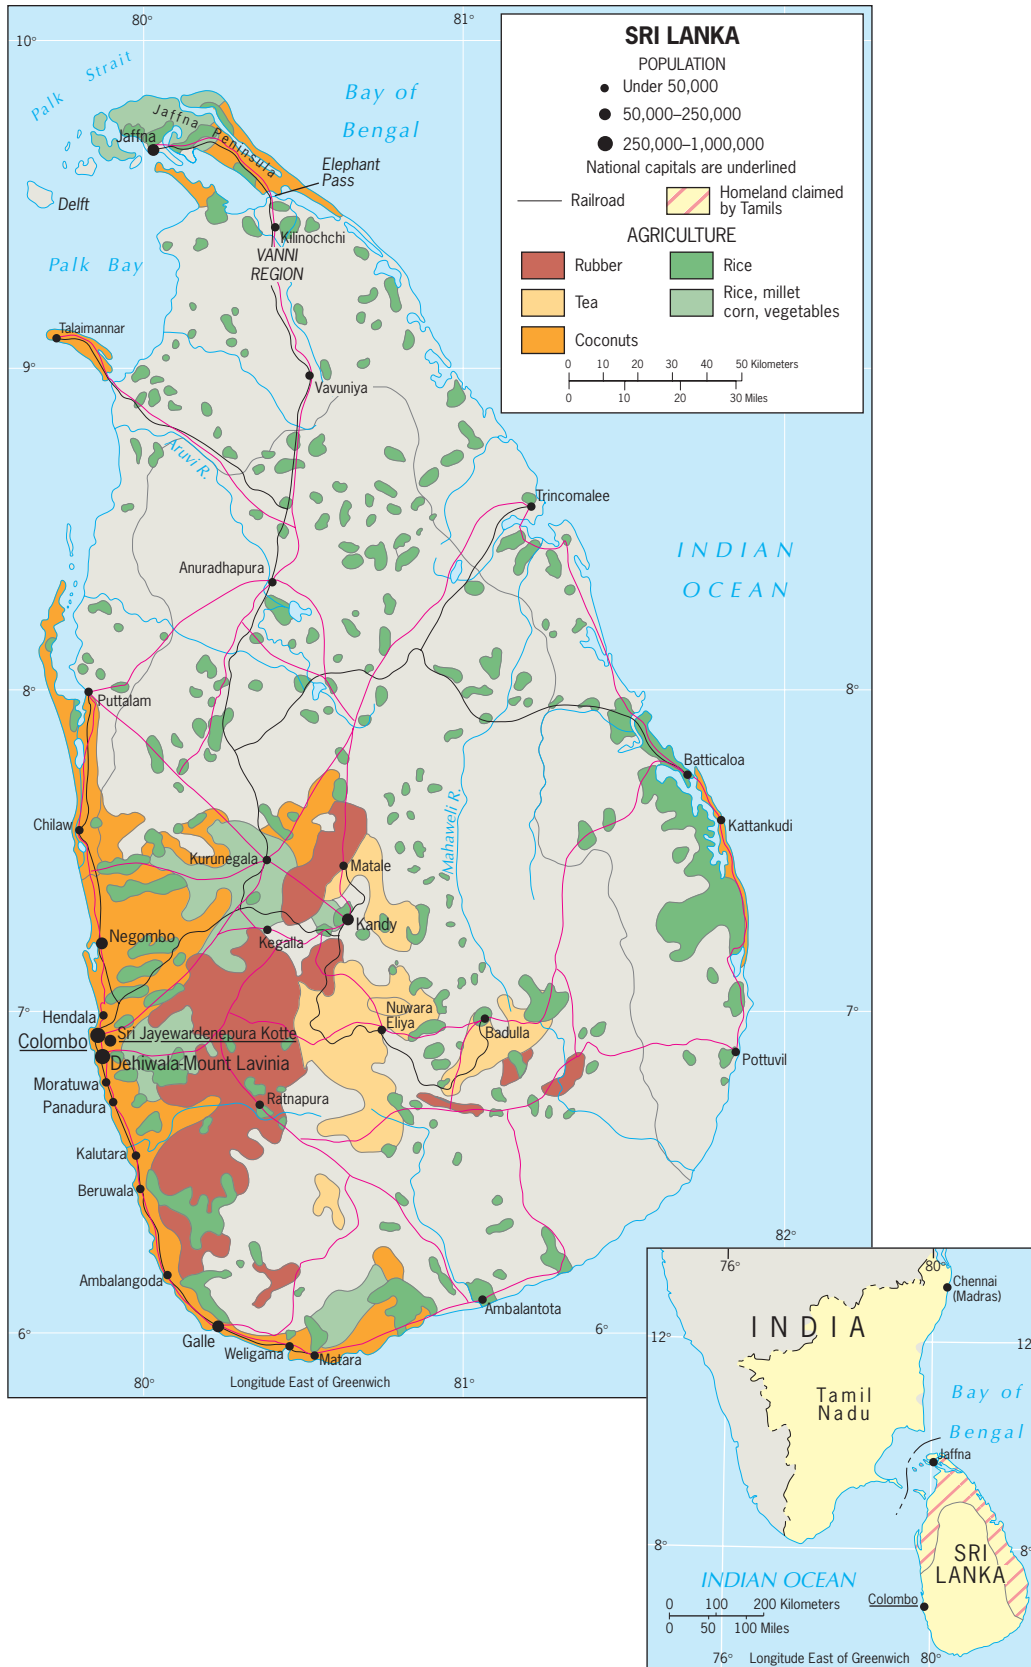 80°
81°
10°
SRI LANKA
POPULATION
Under 50,000
50,000–250,000
250,000–1,000,000
National capitals are underlined
Railroad
Homeland claimed
by Tamils
AGRICULTURE
Rubber
Rice
Tea
Rice, millet
corn, vegetables
Coconuts
0 10 20 30 40 50 Kilometers
0 10 20 30 Miles
Palk Strait
Bay of
Bengal
Jaffna Peninsula
Jaffna
Elephant
Pass
Delft
Kilinochchi
VANNI
REGION
Palk Bay
Talaimannar
9°
Vavuniya
Aruvi R.
Trincomalee
INDIAN
OCEAN
Anuradhapura
8°
8°
Puttalam
Batticaloa
Mahaweli R.
Chilaw
Kattankudi
Kurunegala
Matale
Kandy
Negombo
Kegalla
7°
7°
Hendala
Nuwara
Eliya
Badulla
Colombo
Sri Jayewardenepura Kotte
Dehiwala-Mount Lavinia
Pottuvil
Moratuwa
Panadura
Ratnapura
Kalutara
Beruwala
82°
Ambalangoda
Ambalantota
6°
6°
Galle
Weligama
Matara
80°
Longitude East of Greenwich
81°
76°
80°
Chennai
(Madras)
INDIA
12°
12
Tamil
Nadu
Bay of
Bengal
Jaffna
8°
8°
SRI
LANKA
INDIAN OCEAN
Colombo
0 100 200 Kilometers
0 50 100 Miles
76°
Longitude East of Greenwich
80°